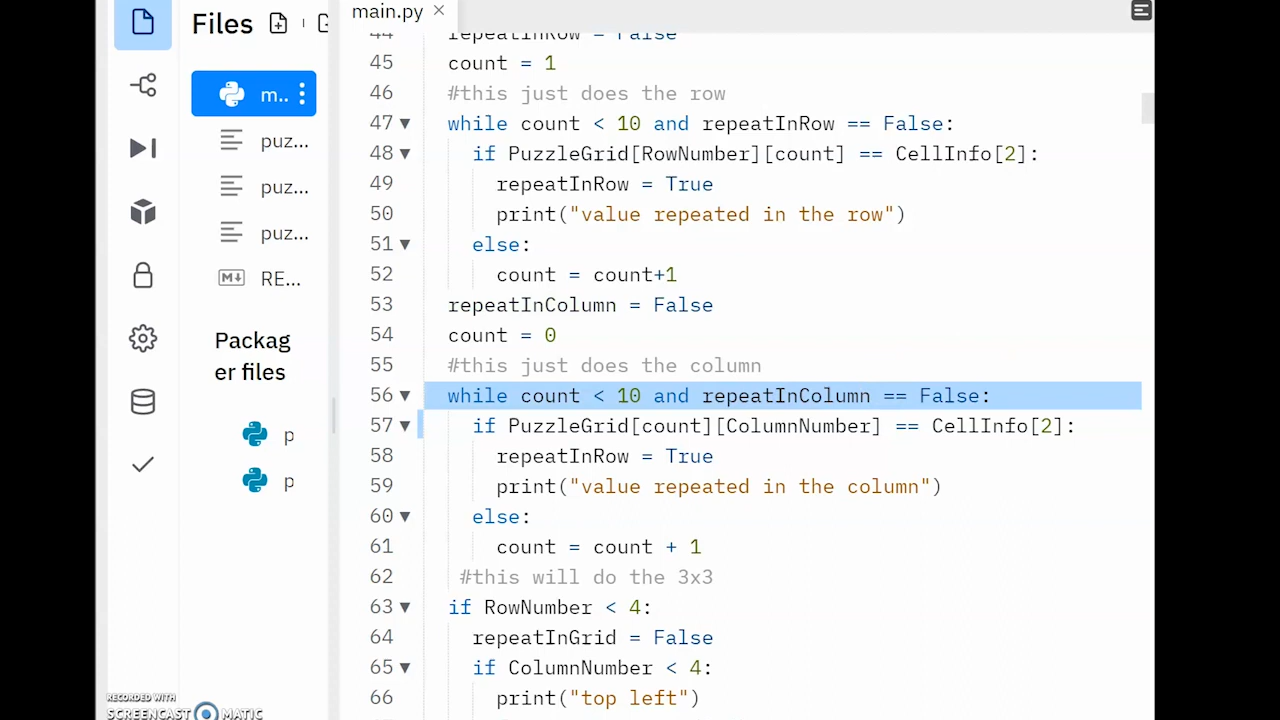 main.py
Files
m..
puz...
puz...
puz...
RE...
Packag
er files
p
p
44 repeatInRow = False
45 count = 1
46 #this just does the row
47 while count < 10 and repeatInRow == False:
48 if PuzzleGrid[RowNumber][count] == CellInfo[2]:
49 repeatInRow = True
50 print("value repeated in the row")
51 else:
52 count = count+1
53 repeatInColumn = False
54 count = 0
55 #this just does the column
56 while count < 10 and repeatInColumn == False:
57 if PuzzleGrid[count][ColumnNumber] == CellInfo[2]:
58 repeatInRow = True
59 print("value repeated in the column")
60 else:
61 count = count + 1
62 #this will do the 3x3
63 if RowNumber < 4:
64 repeatInGrid = False
65 if ColumnNumber < 4:
66 print("top left")
RECORDED WITH
SCREENCAST MATIC